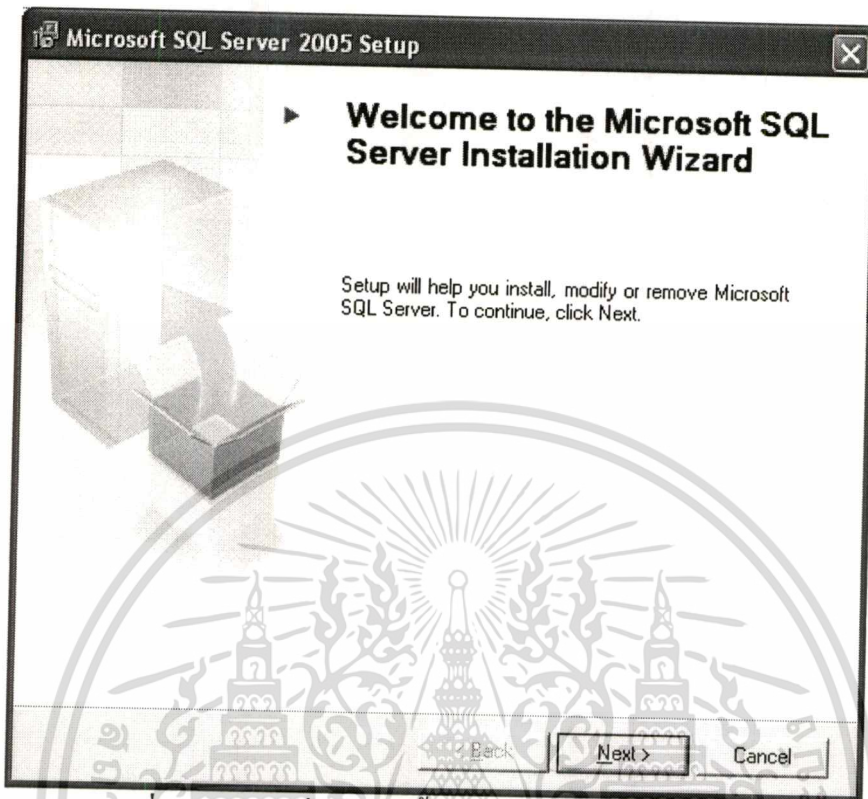 Microsoft SQL Server 2005 Setup
Welcome to the Microsoft SQL
Server Installation Wizard
Setup will help you install, modify or remove Microsoft
SQL Server. To continue, click Next.
< Back
Next >
Cancel